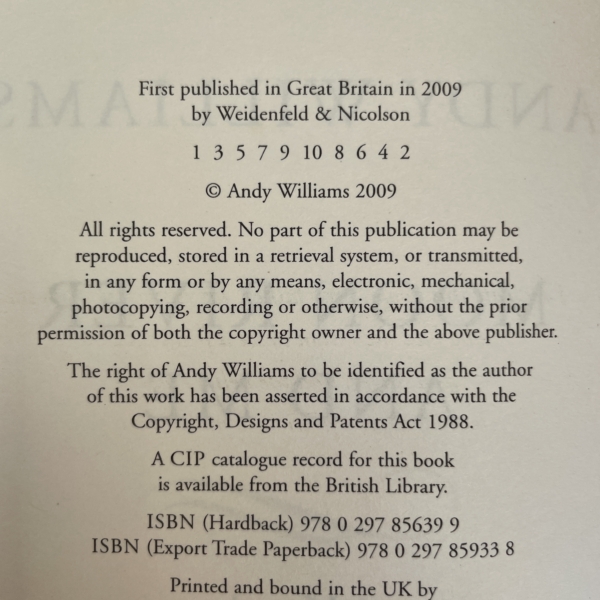 First published in Great Britain in 2009
by Weidenfeld & Nicolson
1 3 5 7 9 10 8 6 4 2
© Andy Williams 2009
All rights reserved. No part of this publication may be
reproduced, stored in a retrieval system, or transmitted,
in any form or by any means, electronic, mechanical,
photocopying, recording or otherwise, without the prior
permission of both the copyright owner and the above publisher.
The right of Andy Williams to be identified as the author
of this work has been asserted in accordance with the
Copyright, Designs and Patents Act 1988.
A CIP catalogue record for this book
is available from the British Library.
ISBN (Hardback) 978 0 297 85639 9
ISBN (Export Trade Paperback) 978 0 297 85933 8
Printed and bound in the UK by